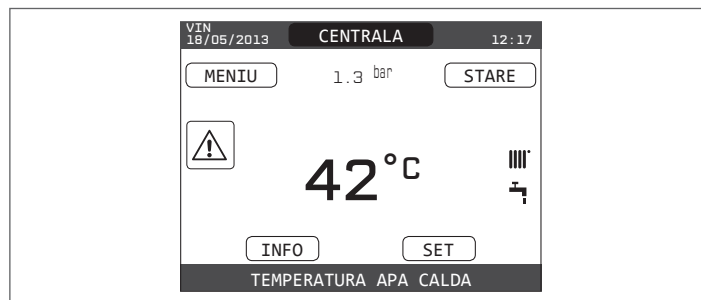 VIN
18/05/2013 CENTRALA 12:17
MENIU 1.3 bar STARE
42°C
INFO SET
TEMPERATURA APA CALDA